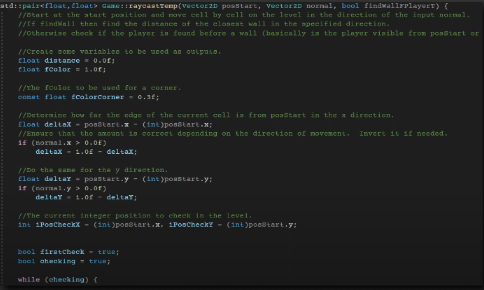 std::pair<float,float> Game::raycastTemp(Vector2D posStart, Vector2D normal, bool findWallFPlayerT) {
//Start at the start position and move cell by cell on the level in the direction of the input normal.
//If findWall then find the distance of the closest wall in the specified direction.
//Otherwise check if the player is found before a wall (basically is the player visible from posStart or
//Create some variables to be used as outputs.
float distance = 0.0f;
float fColor = 1.0f;
//The fColor to be used for a corner.
const float fColorCorner = 0.3f;
//Determine how far the edge of the current cell is from posStart in the x direction.
float deltaX = posStart.x - (int)posStart.x;
//Ensure that the amount is correct depending on the direction of movement. Invert it if needed.
if (normal.x > 0.0f)
deltaX = 1.0f - deltaX;
//Do the same for the y direction.
float deltaY = posStart.y - (int)posStart.y;
if (normal.y > 0.0f)
deltaY = 1.0f - deltaY;
//The current integer position to check in the level.
int iPosCheckX = (int)posStart.x, iPosCheckY = (int)posStart.y;
bool firstCheck = true;
bool checking = true;
while (checking) {